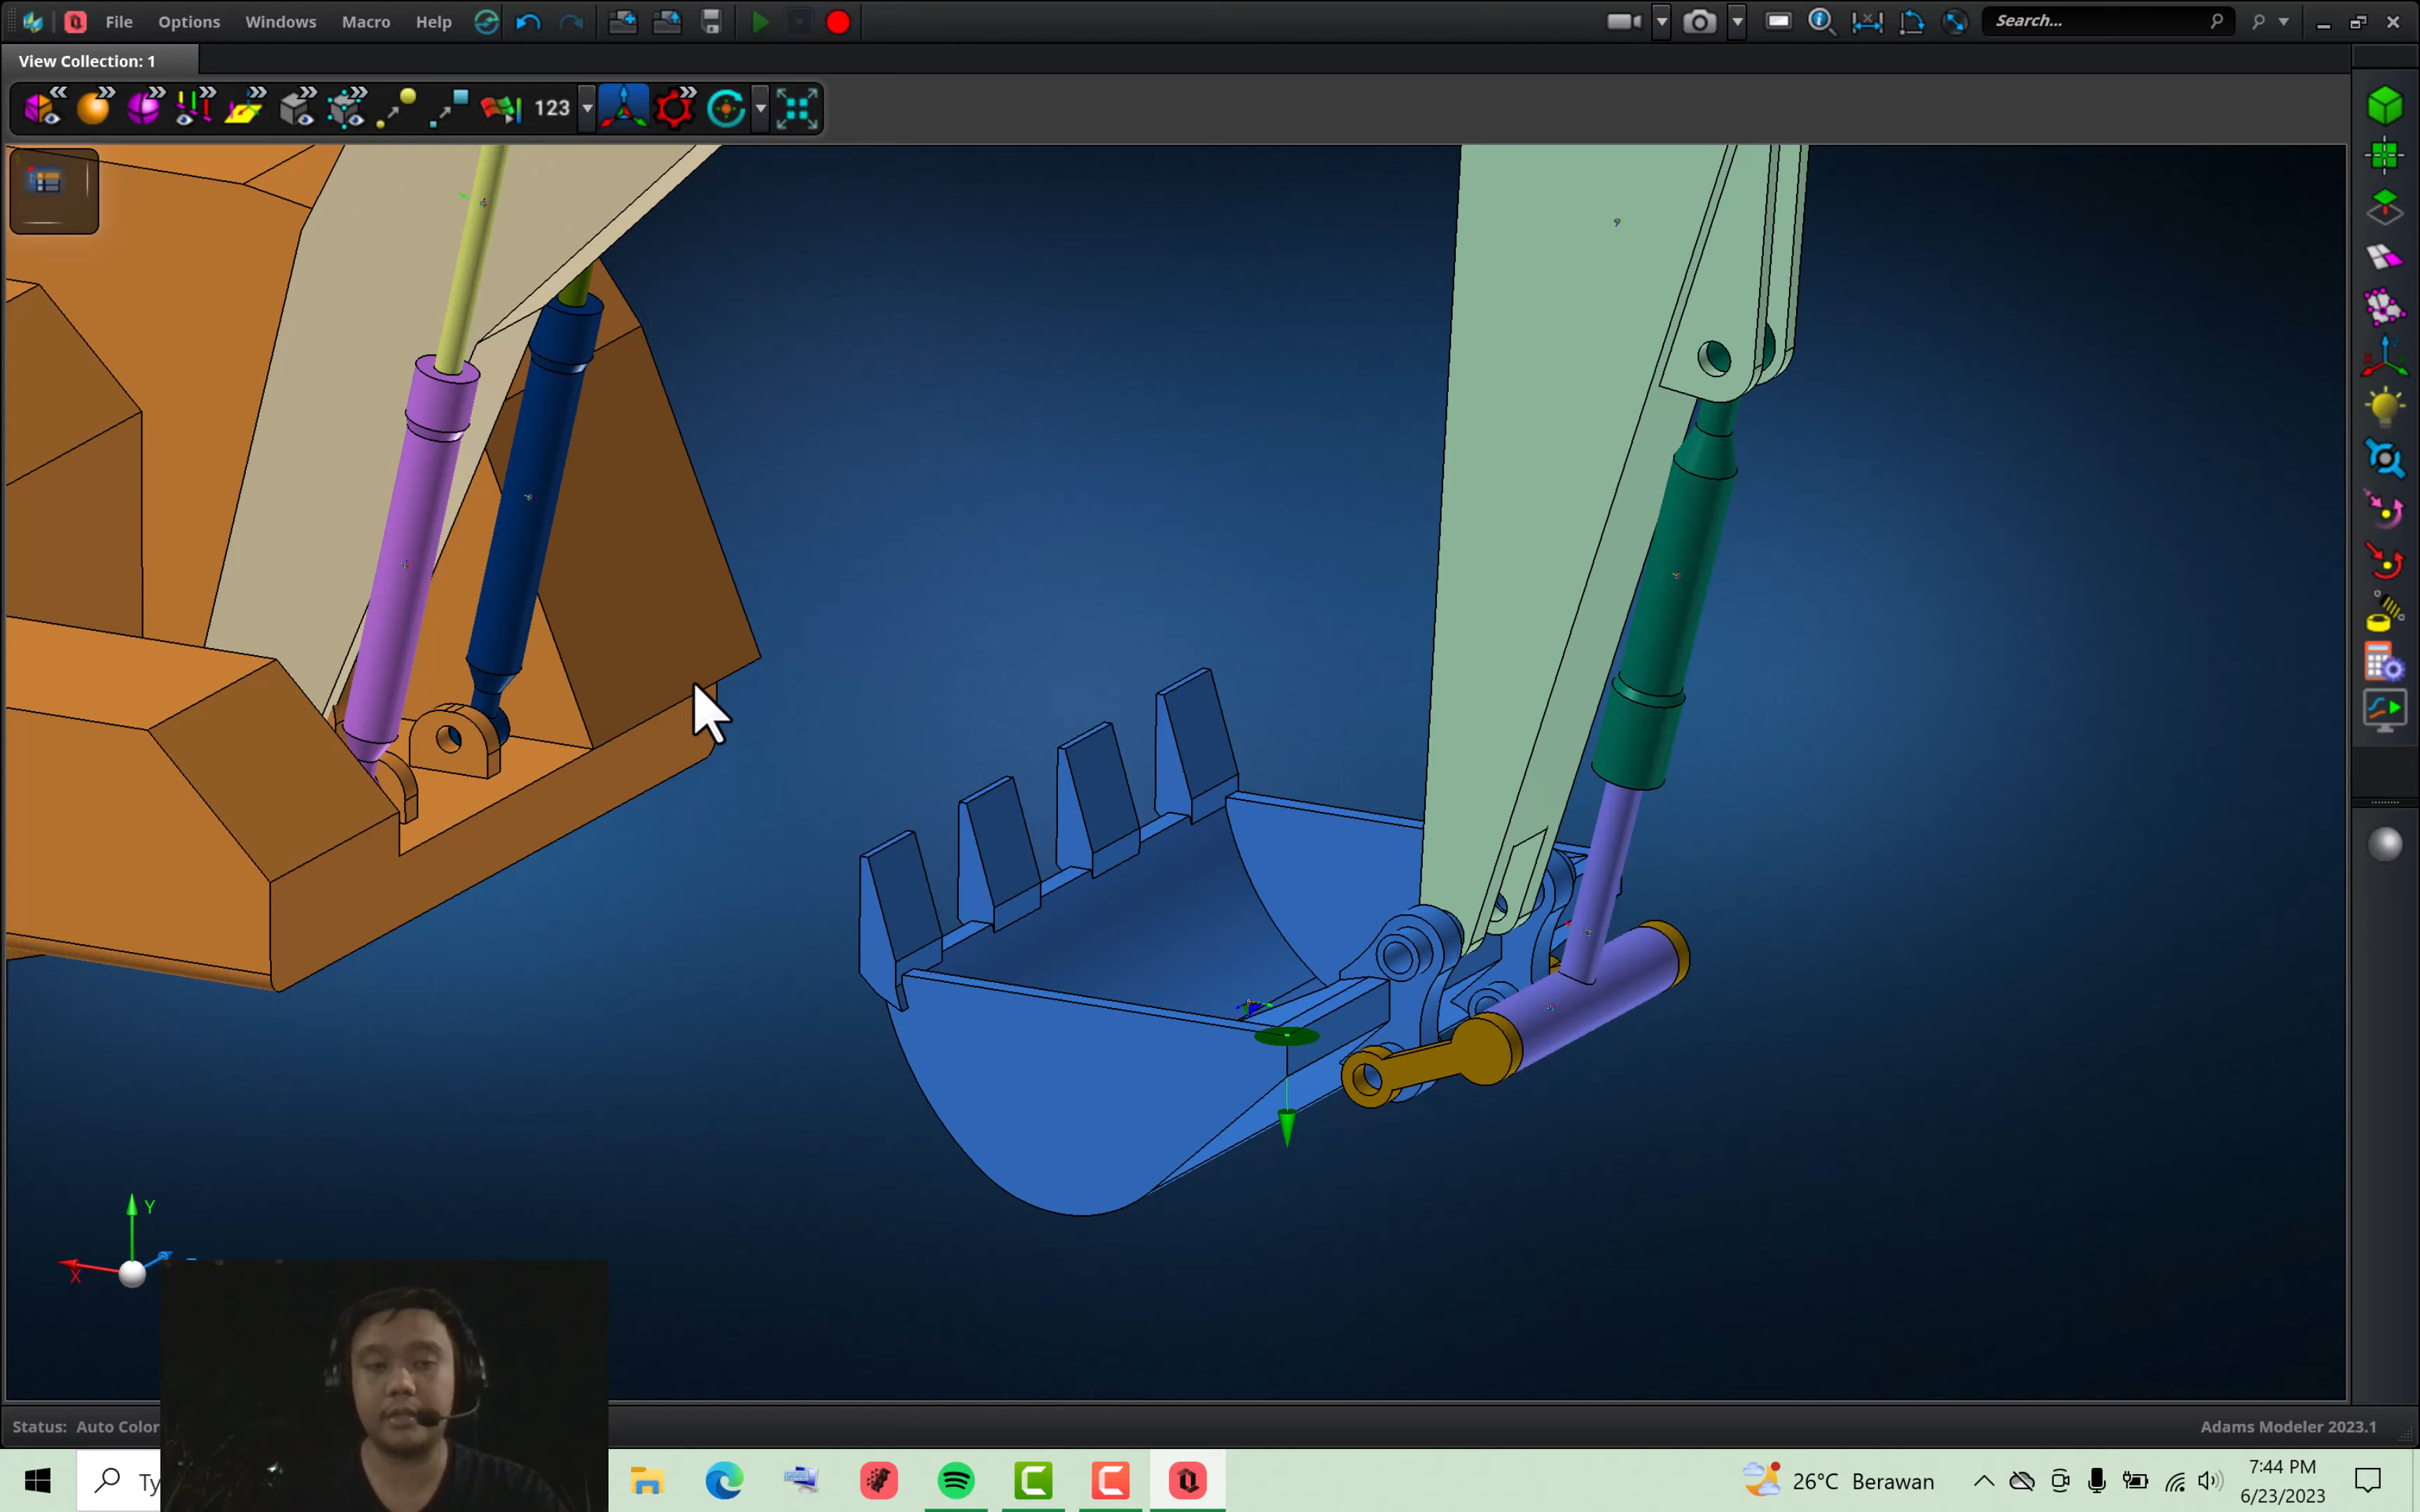 File Options Windows Macro Help Search...
View Collection: 1
123
Y
X
Status: Auto Color
Adams Modeler 2023.1
Ty
26°C Berawan
7:44 PM
6/23/2023